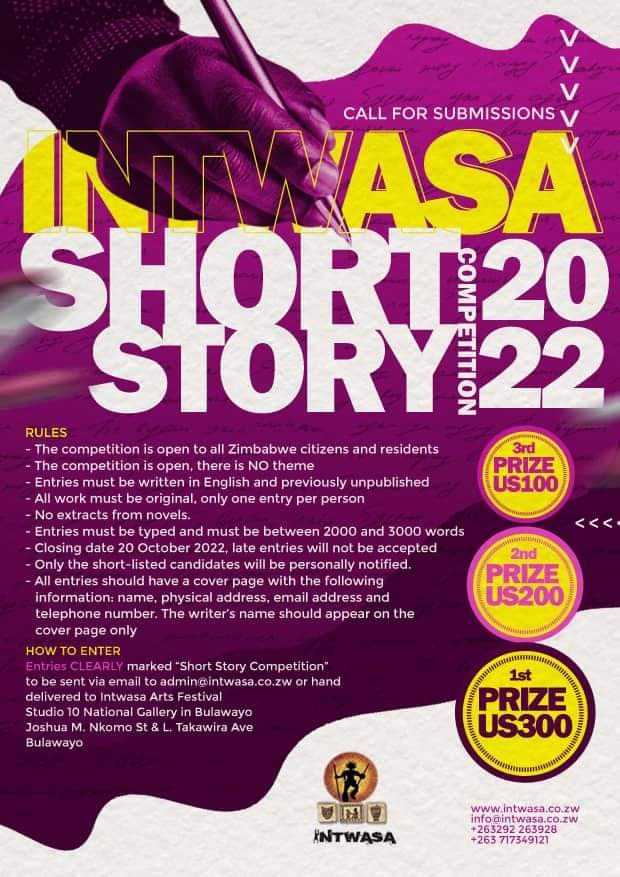 CALL FOR SUBMISSIONS
INTWASA
SHORT
STORY
COMPETITION
20
22
RULES
- The competition is open to all Zimbabwe citizens and residents
- The competition is open, there is NO theme
- Entries must be written in English and previously unpublished
- All work must be original, only one entry per person
- No extracts from novels.
- Entries must be typed and must be between 2000 and 3000 words
- Closing date 20 October 2022, late entries will not be accepted
- Only the short-listed candidates will be personally notified.
- All entries should have a cover page with the following
information: name, physical address, email address and
telephone number. The writer's name should appear on the
cover page only
HOW TO ENTER
Entries CLEARLY marked "Short Story Competition"
to be sent via email to admin@intwasa.co.zw or hand
delivered to Intwasa Arts Festival
Studio 10 National Gallery in Bulawayo
Joshua M. Nkomo St & L. Takawira Ave
Bulawayo
3rd
PRIZE
US100
<<<<
2nd
PRIZE
US200
1st
PRIZE
US300
INTWASA
www.intwasa.co.zw
info@intwasa.co.zw
+263292 263928
+263 717349121